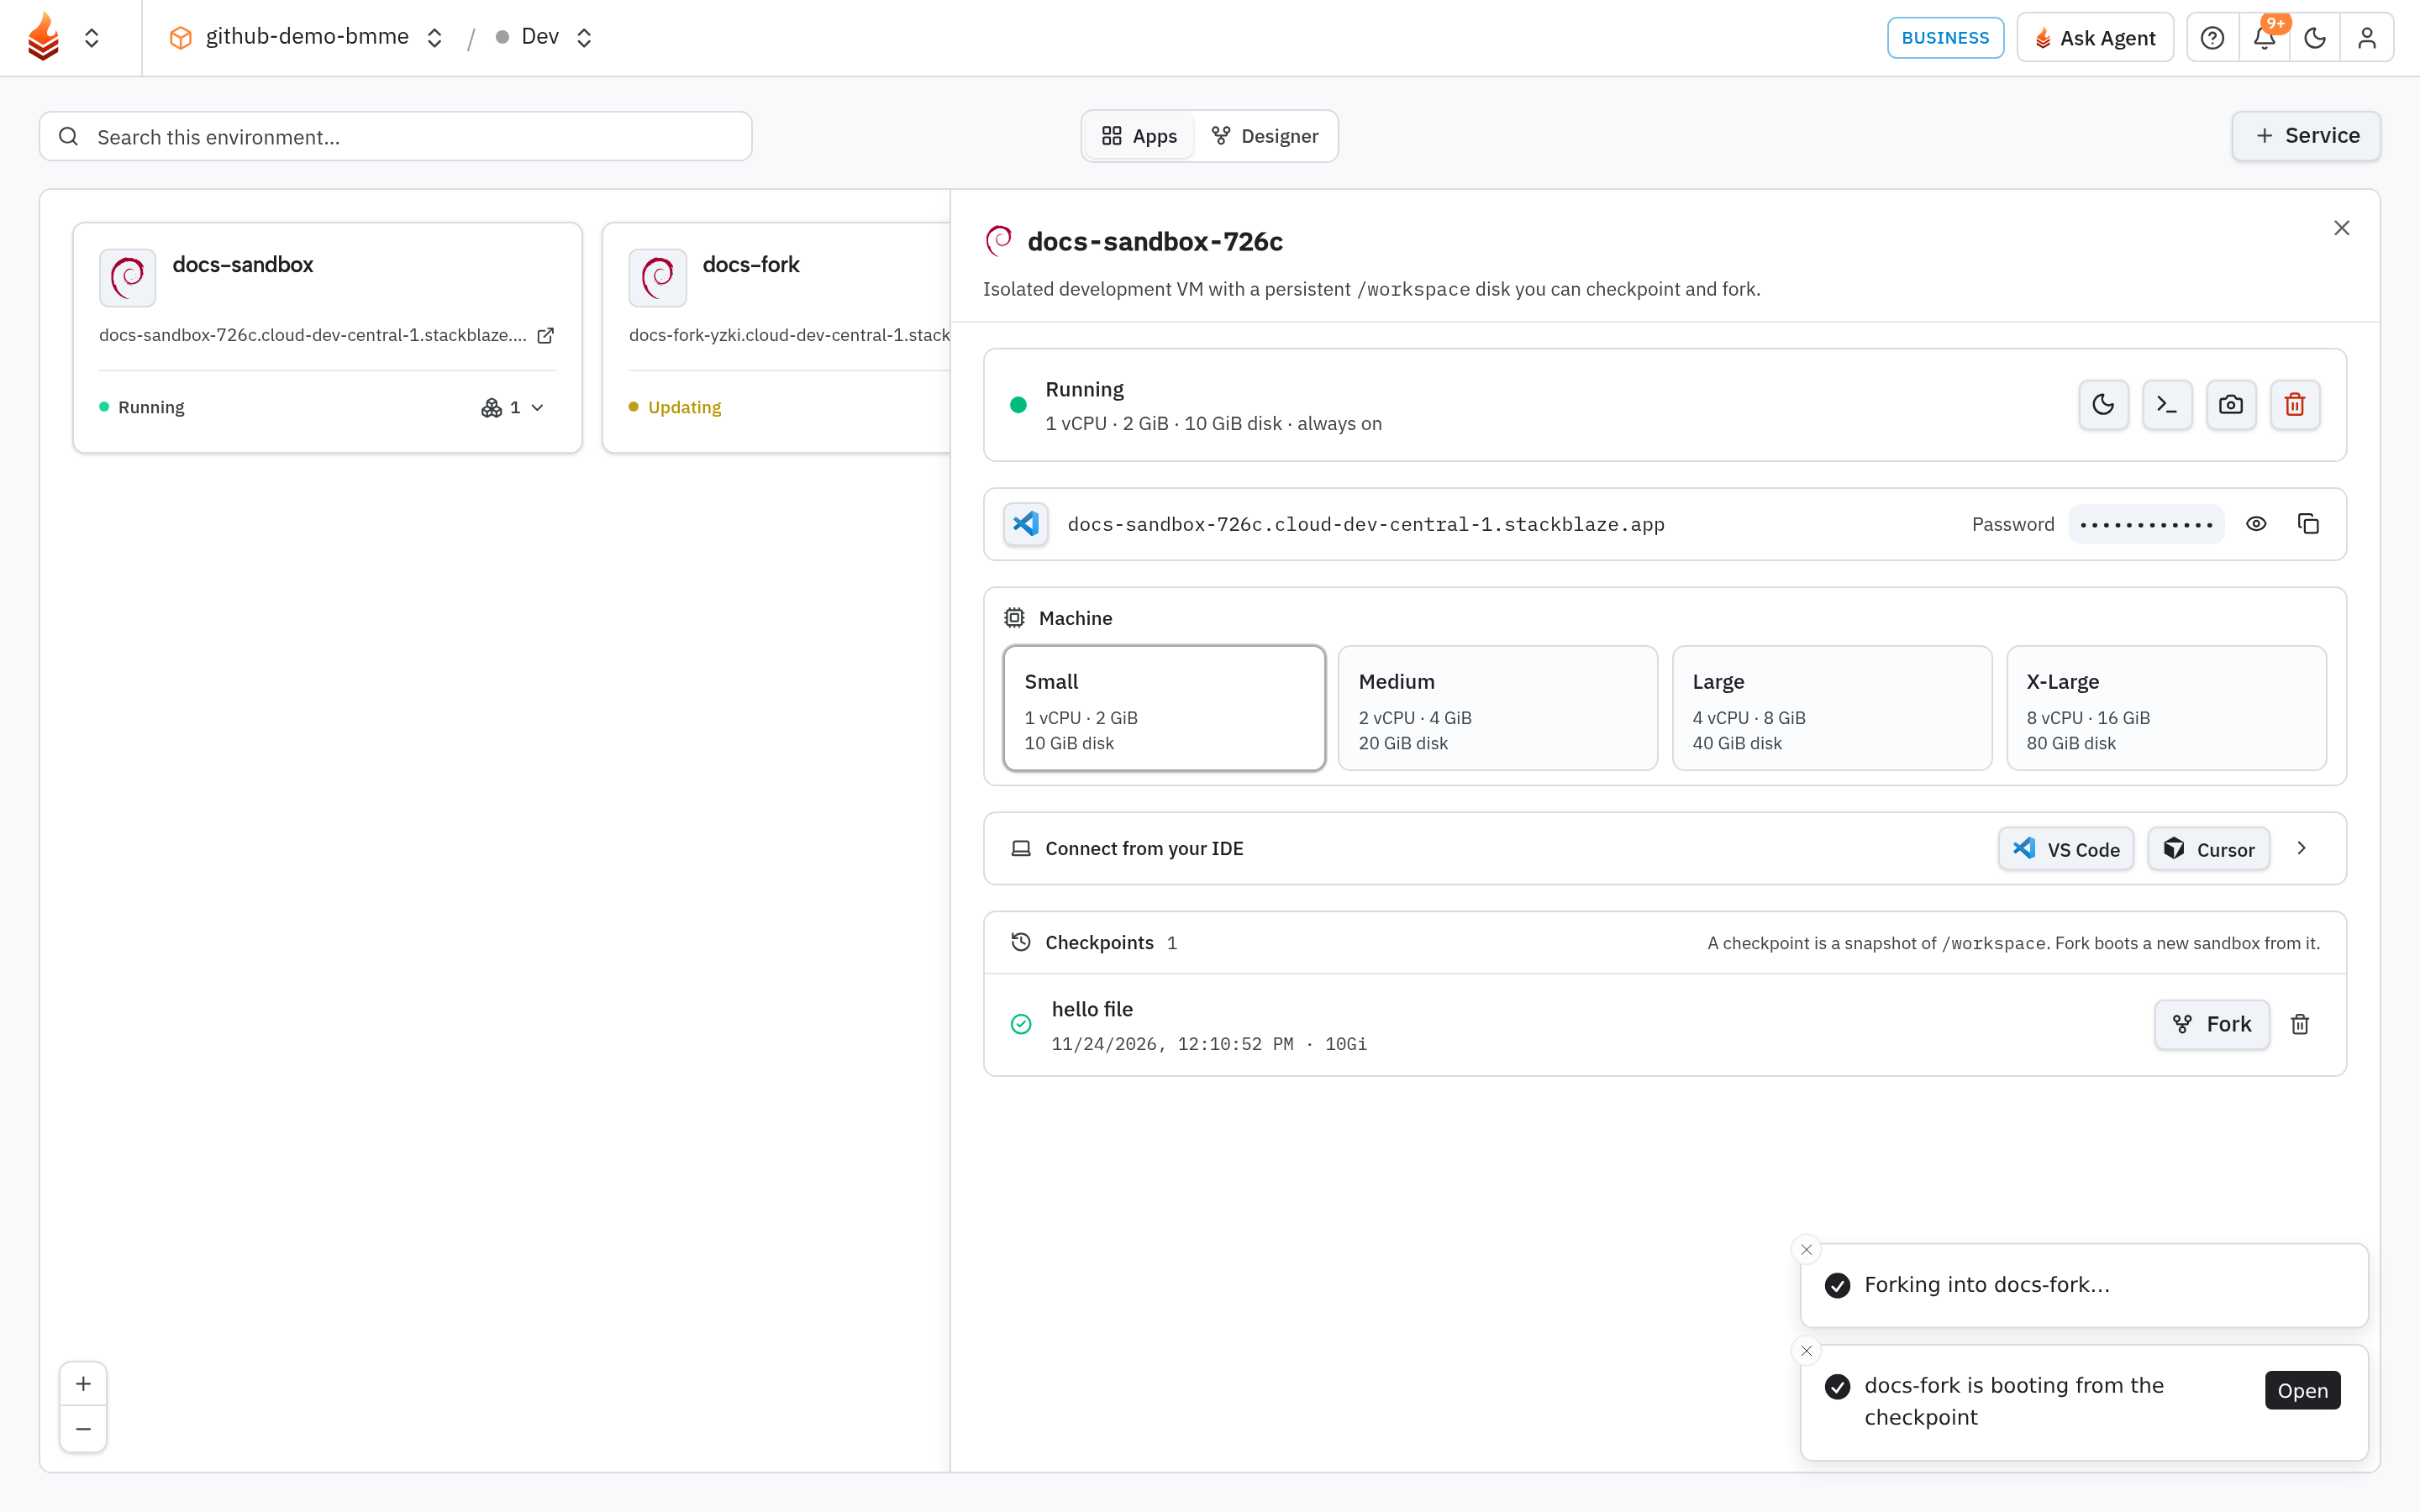 github-demo-bmme / Dev
BUSINESS
Ask Agent
9+
Search this environment...
Apps
Designer
+ Service
docs-sandbox
docs-sandbox-726c.cloud-dev-central-1.stackblaze....
Running
1
docs-fork
docs-fork-yzki.cloud-dev-central-1.stack
Updating
docs-sandbox-726c
Isolated development VM with a persistent /workspace disk you can checkpoint and fork.
Running
1 vCPU · 2 GiB · 10 GiB disk · always on
docs-sandbox-726c.cloud-dev-central-1.stackblaze.app
Password ••••••••••••
Machine
Small
1 vCPU · 2 GiB
10 GiB disk
Medium
2 vCPU · 4 GiB
20 GiB disk
Large
4 vCPU · 8 GiB
40 GiB disk
X-Large
8 vCPU · 16 GiB
80 GiB disk
Connect from your IDE
VS Code
Cursor
Checkpoints 1
A checkpoint is a snapshot of /workspace. Fork boots a new sandbox from it.
hello file
11/24/2026, 12:10:52 PM · 10Gi
Fork
Forking into docs-fork...
docs-fork is booting from the
checkpoint
Open